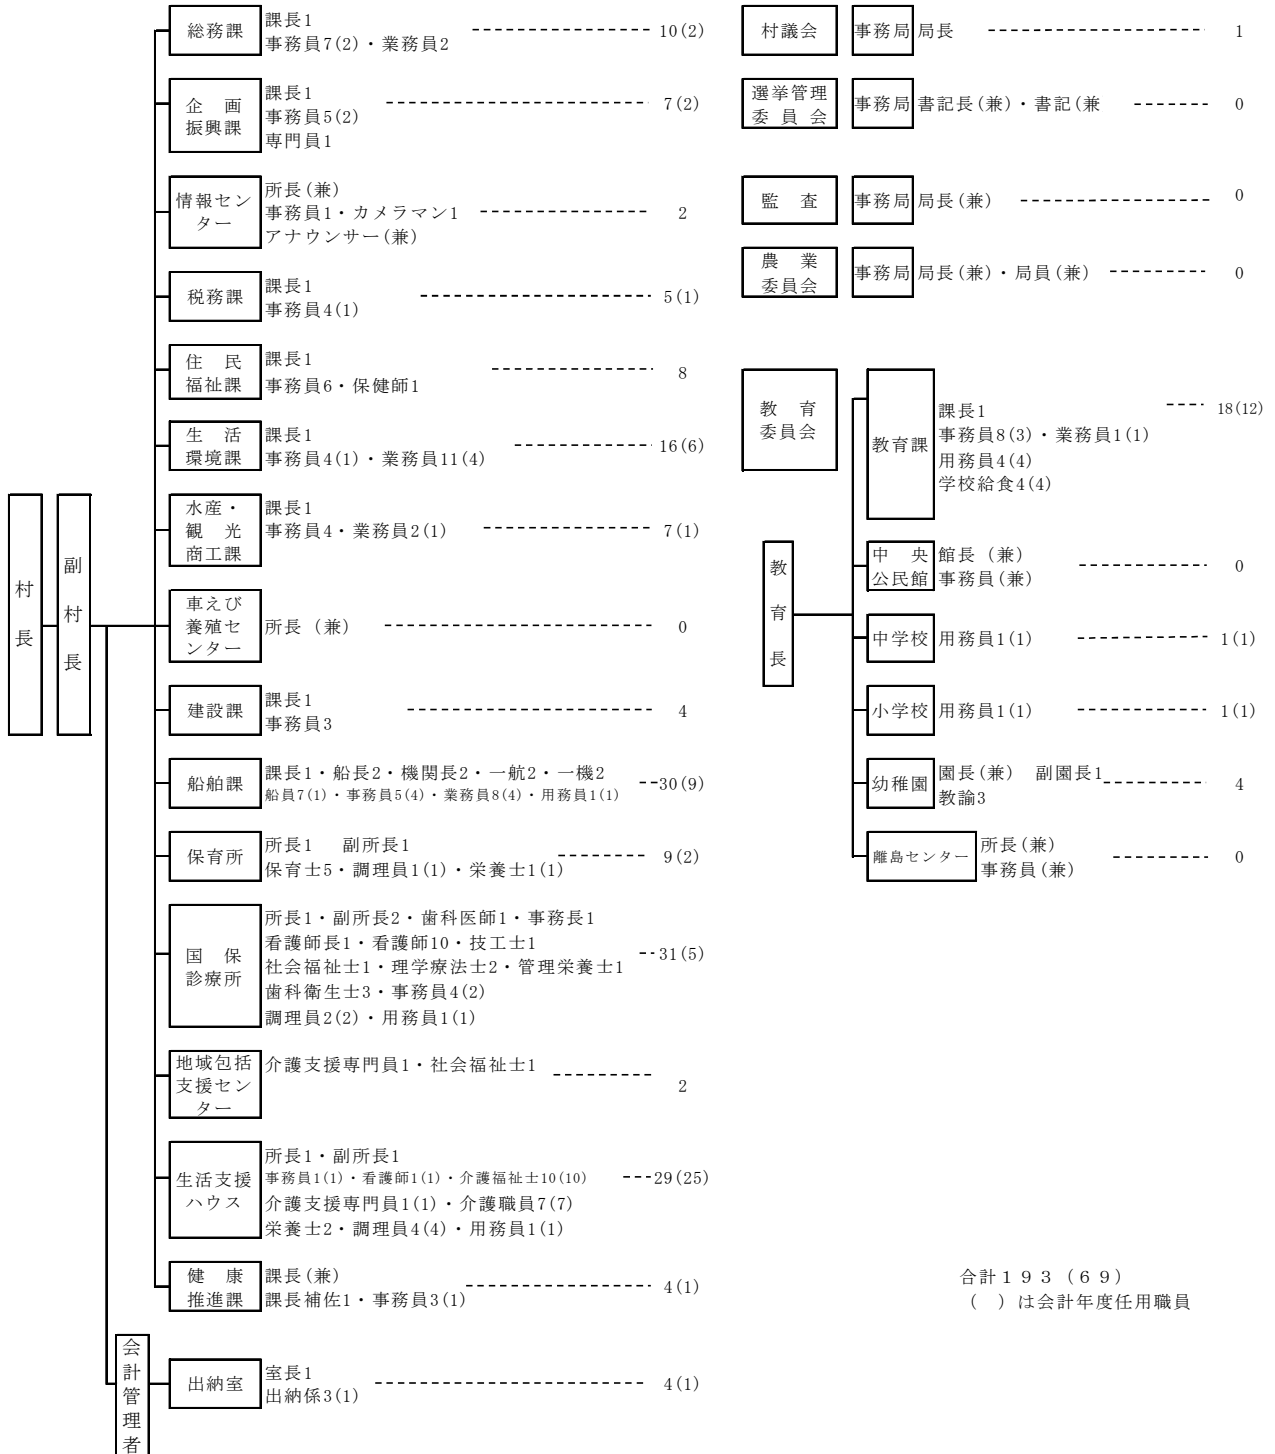 村長
副村長
総務課
課長1
事務員7(2)・業務員2
10(2)
企　画
振興課
課長1
事務員5(2)
専門員1
7(2)
情報セン
ター
所長(兼)
事務員1・カメラマン1
アナウンサー(兼)
2
税務課
課長1
事務員4(1)
5(1)
住　民
福祉課
課長1
事務員6・保健師1
8
生　活
環境課
課長1
事務員4(1)・業務員11(4)
16(6)
水産・
観　光
商工課
課長1
事務員4・業務員2(1)
7(1)
車えび
養殖セ
ンター
所長（兼）
0
建設課
課長1
事務員3
4
船舶課
課長1・船長2・機関長2・一航2・一機2
船員7(1)・事務員5(4)・業務員8(4)・用務員1(1)
30(9)
保育所
所長1　副所長1
保育士5・調理員1(1)・栄養士1(1)
9(2)
国　保
診療所
所長1・副所長2・歯科医師1・事務長1
看護師長1・看護師10・技工士1
社会福祉士1・理学療法士2・管理栄養士1
歯科衛生士3・事務員4(2)
調理員2(2)・用務員1(1)
31(5)
地域包括
支援セン
ター
介護支援専門員1・社会福祉士1
2
生活支援
ハウス
所長1・副所長1
事務員1(1)・看護師1(1)・介護福祉士10(10)
介護支援専門員1(1)・介護職員7(7)
栄養士2・調理員4(4)・用務員1(1)
29(25)
健　康
推進課
課長(兼)
課長補佐1・事務員3(1)
4(1)
会計管理者
出納室
室長1
出納係3(1)
4(1)
村議会
事務局
局長
1
選挙管理
委 員 会
事務局
書記長(兼)・書記(兼
0
監　査
事務局
局長(兼)
0
農　業
委員会
事務局
局長(兼)・局員(兼)
0
教　育
委員会
教育長
教育課
課長1
事務員8(3)・業務員1(1)
用務員4(4)
学校給食4(4)
18(12)
中　央
公民館
館長（兼）
事務員(兼)
0
中学校
用務員1(1)
1(1)
小学校
用務員1(1)
1(1)
幼稚園
園長(兼)　副園長1
教諭3
4
離島センター
所長(兼)
事務員(兼)
0
合計１９３（６９）
（　）は会計年度任用職員